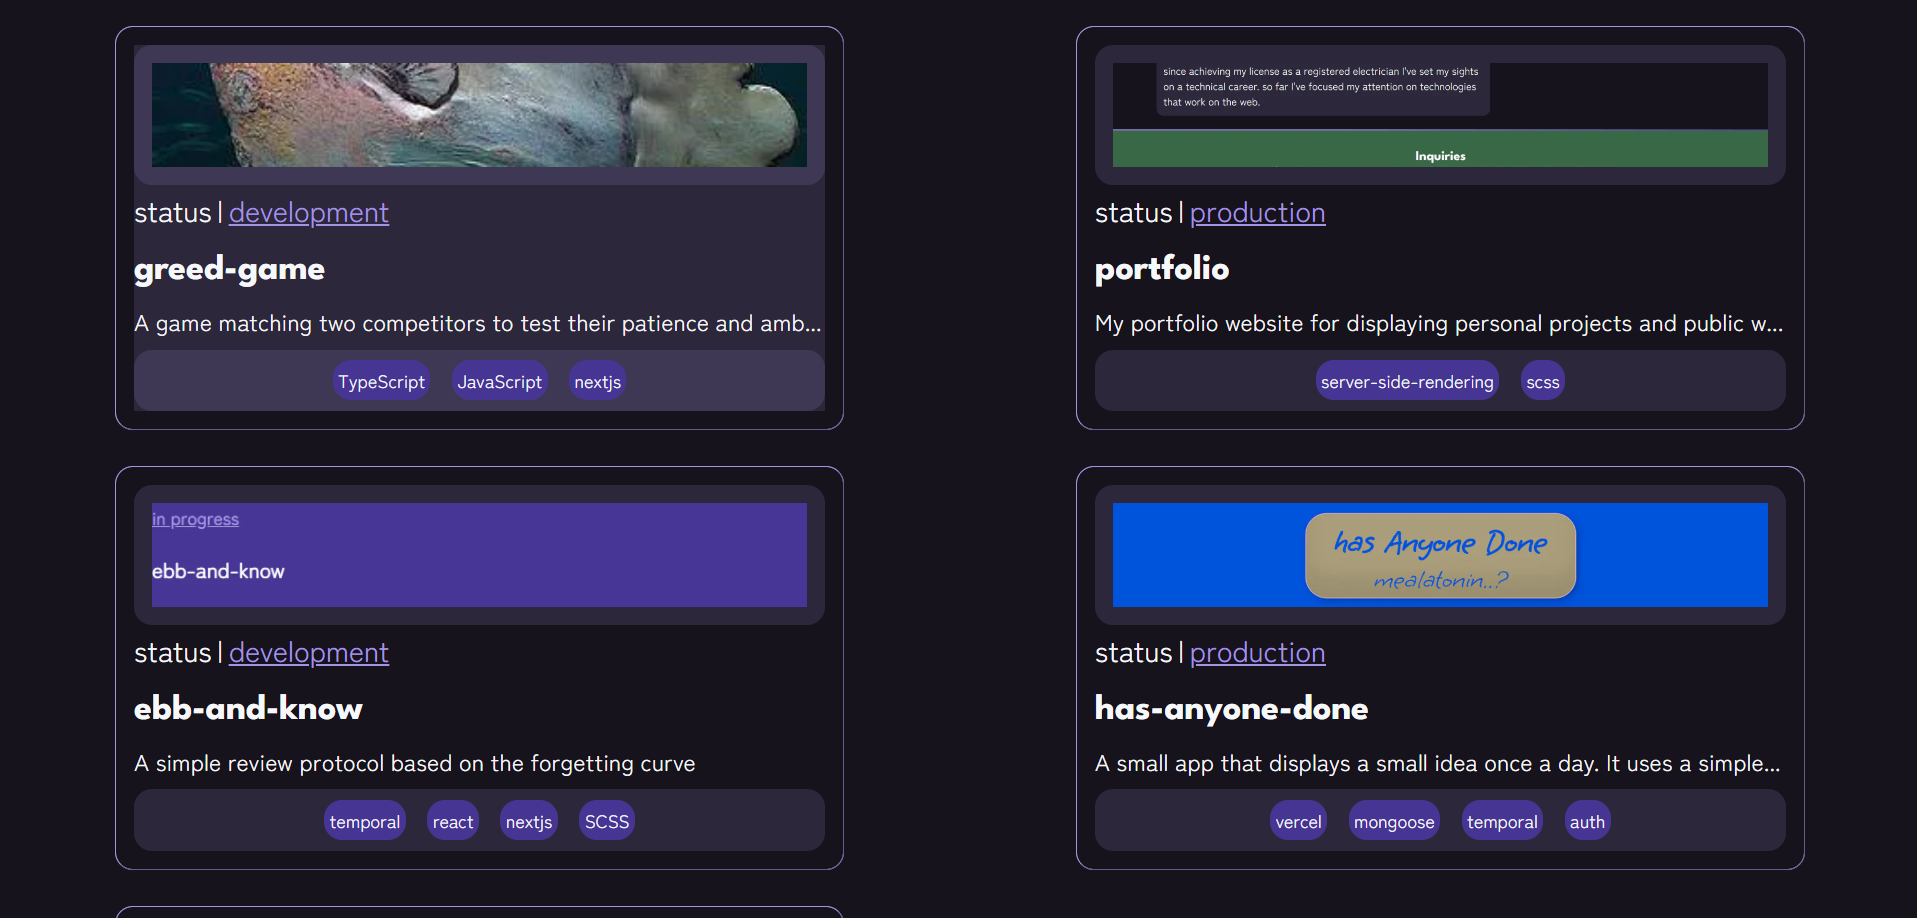 status | development
greed-game
A game matching two competitors to test their patience and amb...
TypeScript JavaScript nextjs
since achieving my license as a registered electrician I've set my sights
on a technical career. so far I've focused my attention on technologies
that work on the web.
Inquiries
status | production
portfolio
My portfolio website for displaying personal projects and public w...
server-side-rendering scss
in progress
ebb-and-know
status | development
ebb-and-know
A simple review protocol based on the forgetting curve
temporal react nextjs SCSS
has Anyone Done
mealatonin..?
status | production
has-anyone-done
A small app that displays a small idea once a day. It uses a simple...
vercel mongoose temporal auth